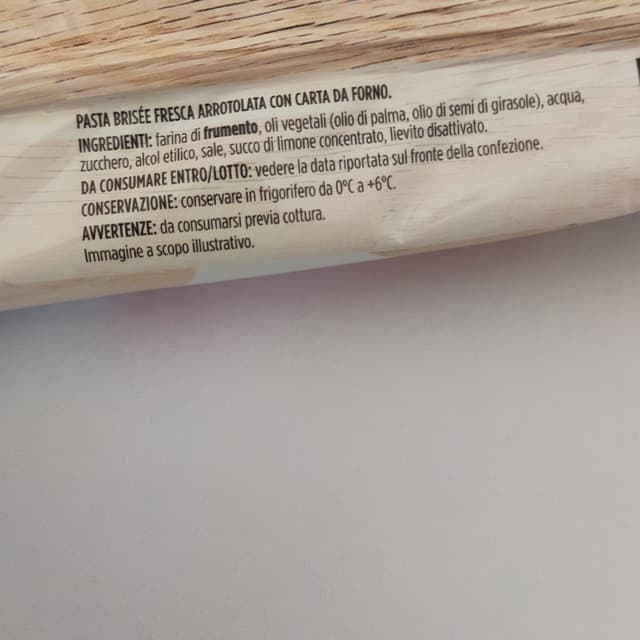 PASTA BRISÉE FRESCA ARROTOLATA CON CARTA DA FORNO.
INGREDIENTI: farina di frumento, oli vegetali (olio di palma, olio di semi di girasole), acqua,
zucchero, alcol etilico, sale, succo di limone concentrato, lievito disattivato.
DA CONSUMARE ENTRO/LOTTO: vedere la data riportata sul fronte della confezione.
CONSERVAZIONE: conservare in frigorifero da 0°C a +6°C.
AVVERTENZE: da consumarsi previa cottura.
Immagine a scopo illustrativo.